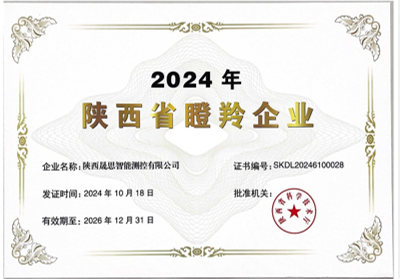 2024 年
陕西省瞪羚企业
企业名称：陕西晟思智能测控有限公司
证书编号：SKDL20246100028
发证时间：2024 年 10 月 18 日
批准机关：
陕西省科学技术厅
有效期至：2026 年 12 月 31 日